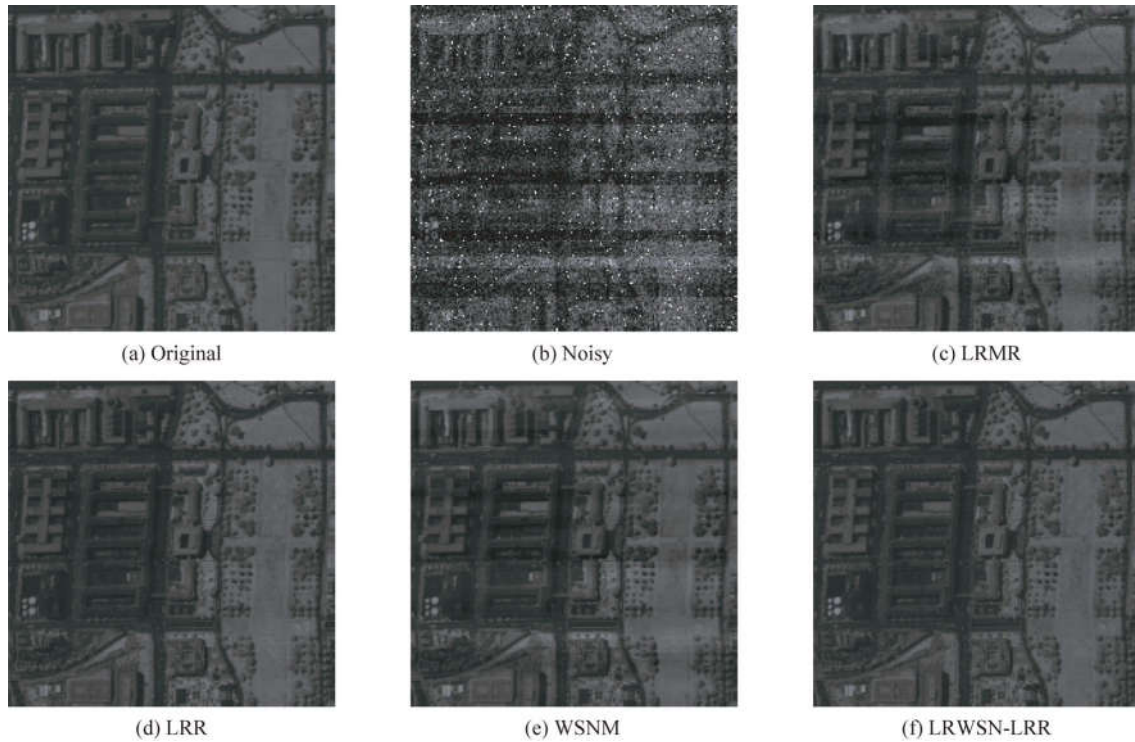 (a) Original
(b) Noisy
(c) LRMR
(d) LRR
(e) WSNM
(f) LRWSN-LRR